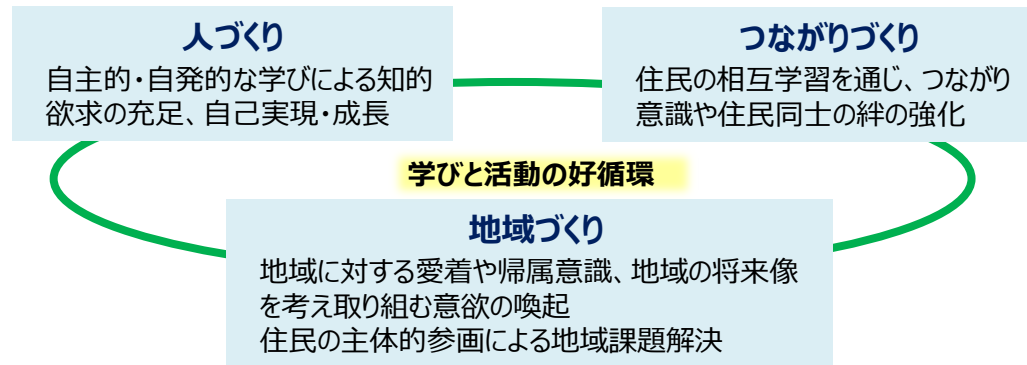 人づくり
自主的・自発的な学びによる知的
欲求の充足、自己実現・成長
つながりづくり
住民の相互学習を通じ、つながり
意識や住民同士の絆の強化
学びと活動の好循環
地域づくり
地域に対する愛着や帰属意識、地域の将来像
を考え取り組む意欲の喚起
住民の主体的参画による地域課題解決